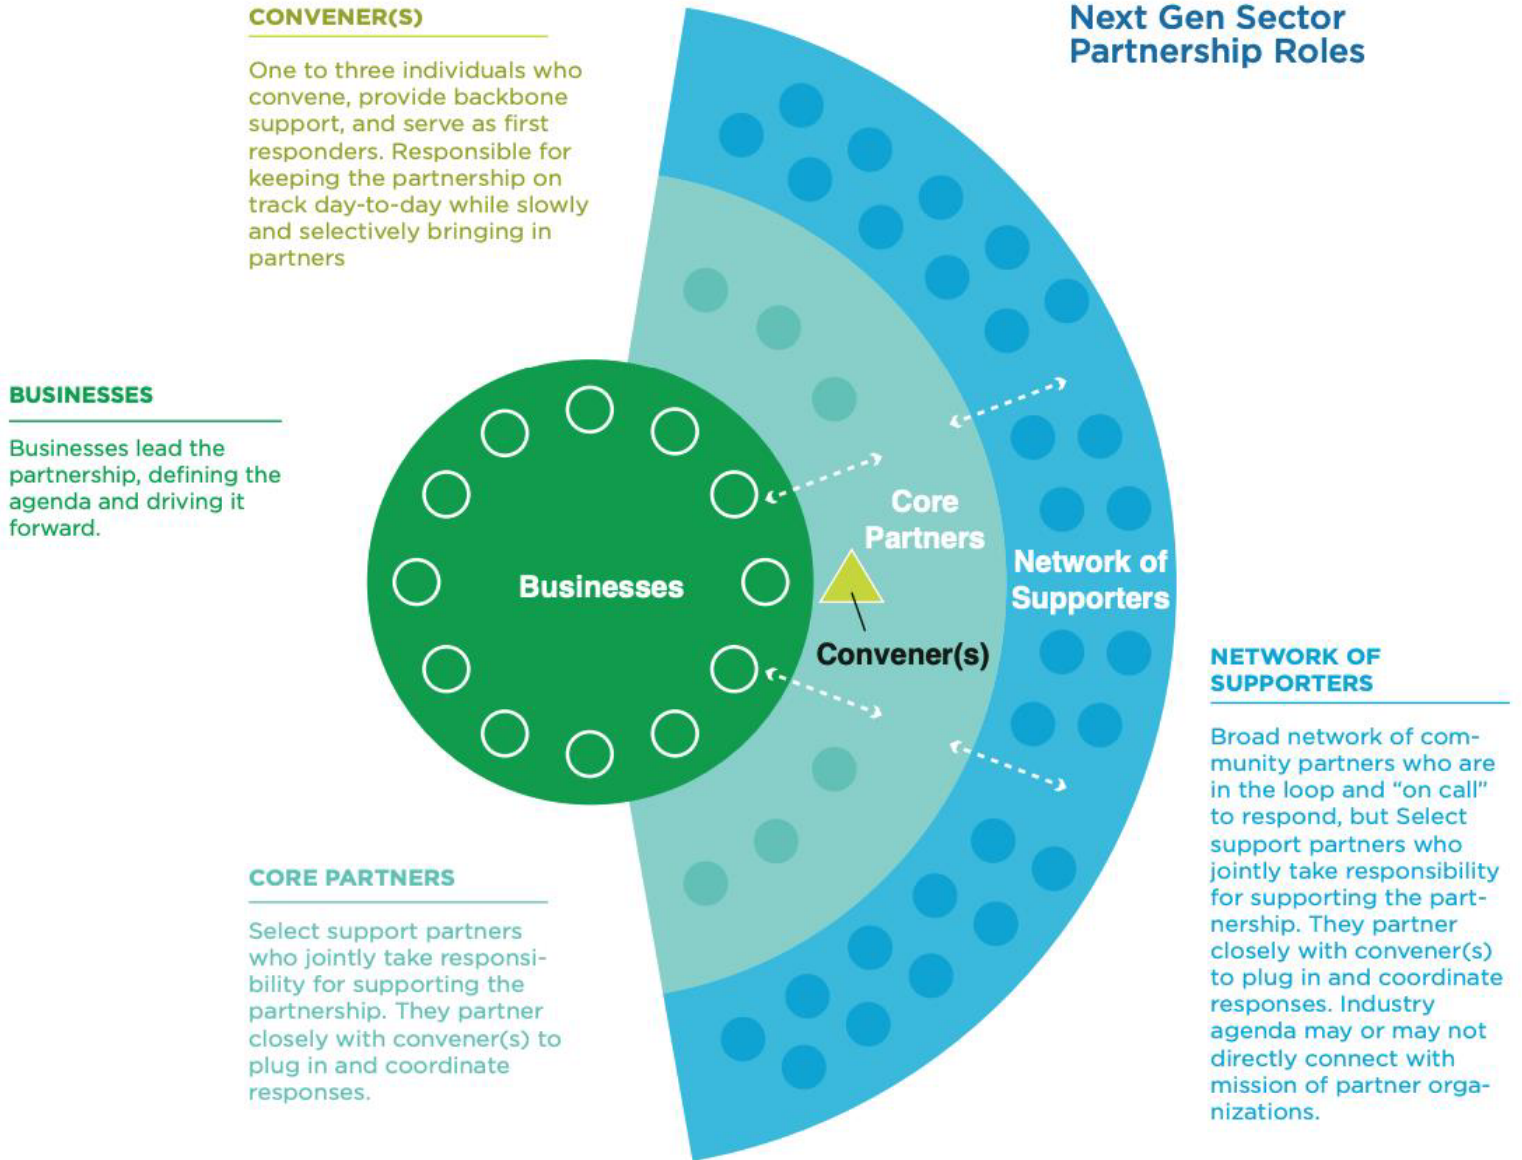 Next Gen Sector
Partnership Roles
CONVENER(S)
One to three individuals who
convene, provide backbone
support, and serve as first
responders. Responsible for
keeping the partnership on
track day-to-day while slowly
and selectively bringing in
partners
BUSINESSES
Businesses lead the
partnership, defining the
agenda and driving it
forward.
Businesses
Core
Partners
Convener(s)
Network of
Supporters
CORE PARTNERS
Select support partners
who jointly take responsi-
bility for supporting the
partnership. They partner
closely with convener(s) to
plug in and coordinate
responses.
NETWORK OF
SUPPORTERS
Broad network of com-
munity partners who are
in the loop and “on call”
to respond, but Select
support partners who
jointly take responsibility
for supporting the part-
nership. They partner
closely with convener(s)
to plug in and coordinate
responses. Industry
agenda may or may not
directly connect with
mission of partner orga-
nizations.